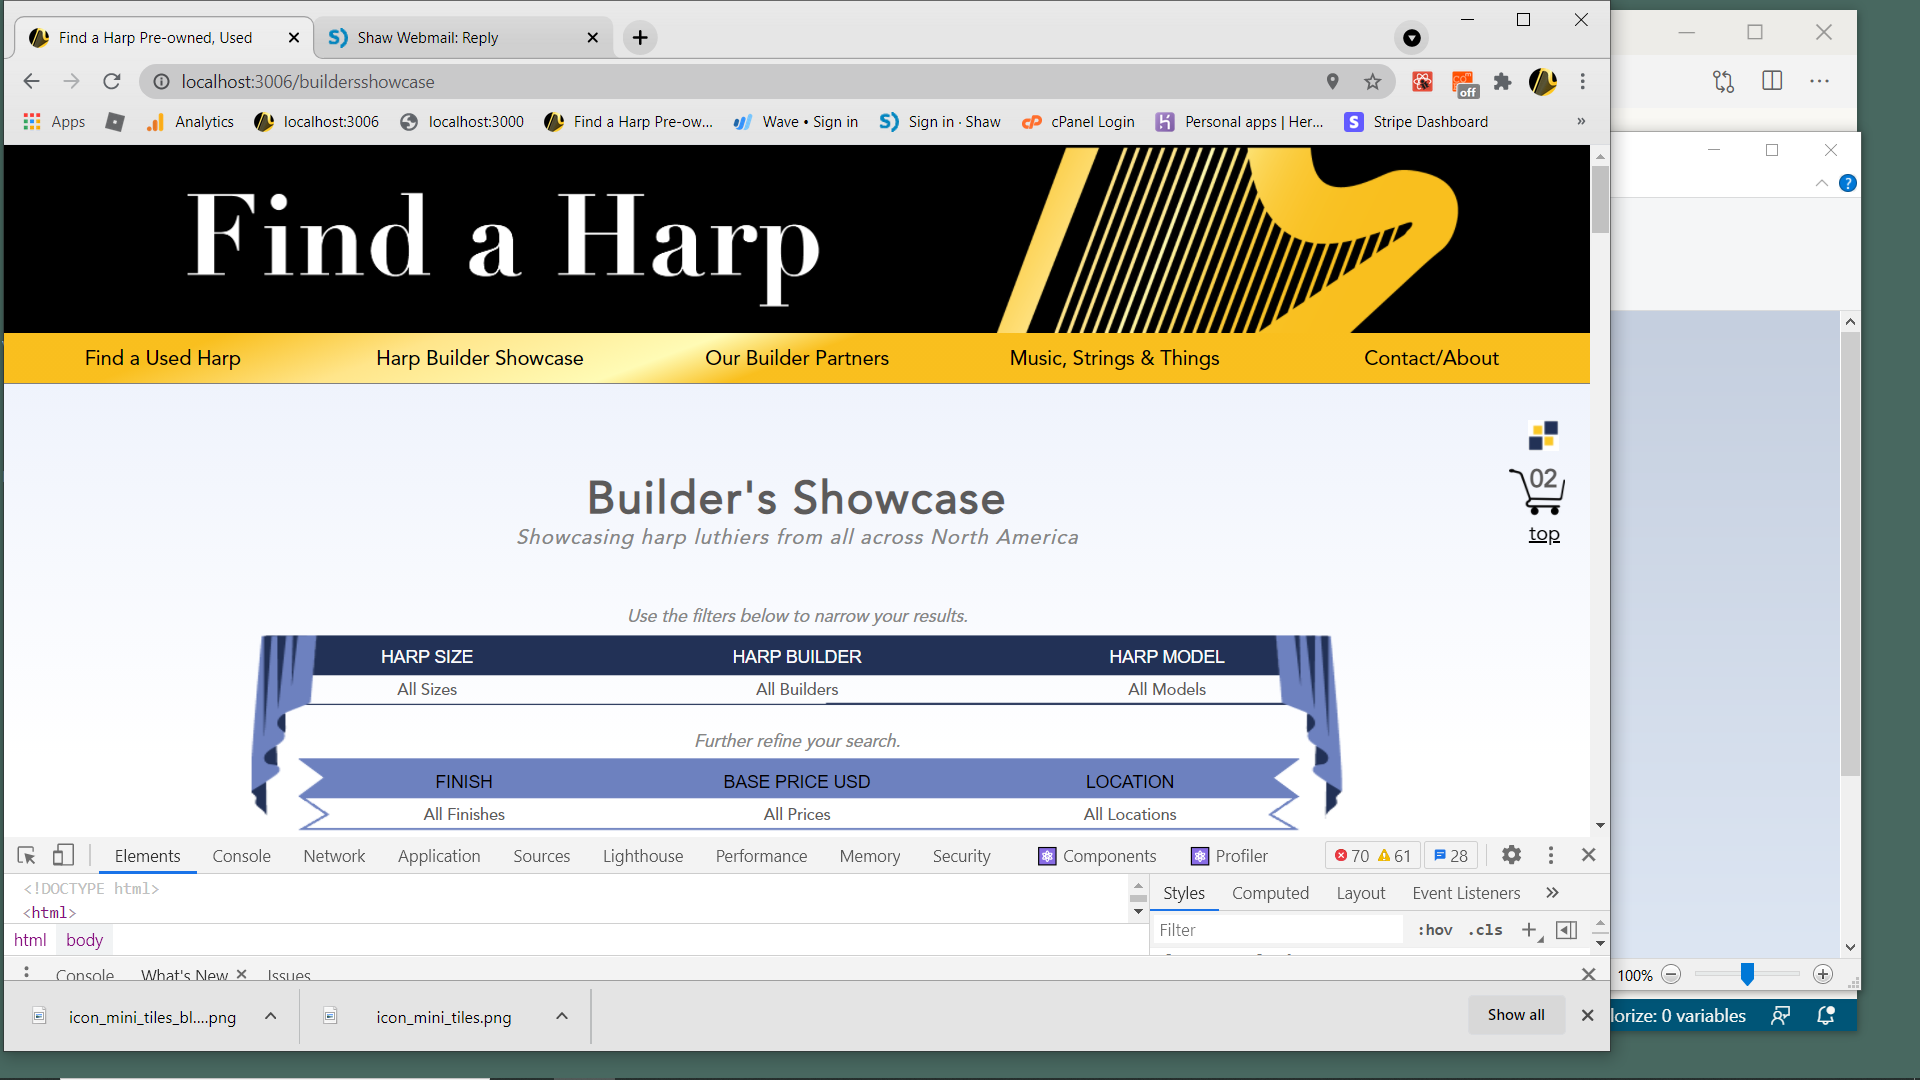 Find a Harp Pre-owned, Used
Shaw Webmail: Reply
localhost:3006/buildersshowcase
off
Apps
Analytics
localhost:3006
localhost:3000
Find a Harp Pre-ow...
Wave • Sign in
Sign in · Shaw
cPanel Login
Personal apps | Her...
Stripe Dashboard
»
Find a Harp
Find a Used Harp
Harp Builder Showcase
Our Builder Partners
Music, Strings & Things
Contact/About
02
top
Builder's Showcase
Showcasing harp luthiers from all across North America
Use the filters below to narrow your results.
HARP SIZE
HARP BUILDER
HARP MODEL
All Sizes
All Builders
All Models
Further refine your search.
FINISH
BASE PRICE USD
LOCATION
All Finishes
All Prices
All Locations
Elements
Console
Network
Application
Sources
Lighthouse
Performance
Memory
Security
Components
Profiler
70
61
28
<!DOCTYPE html>
<html>
html
body
Styles
Computed
Layout
Event Listeners
»
Filter
:hov
.cls
Console
What's New
Issues
icon_mini_tiles_bl....png
icon_mini_tiles.png
Show all
100%
lorize: 0 variables